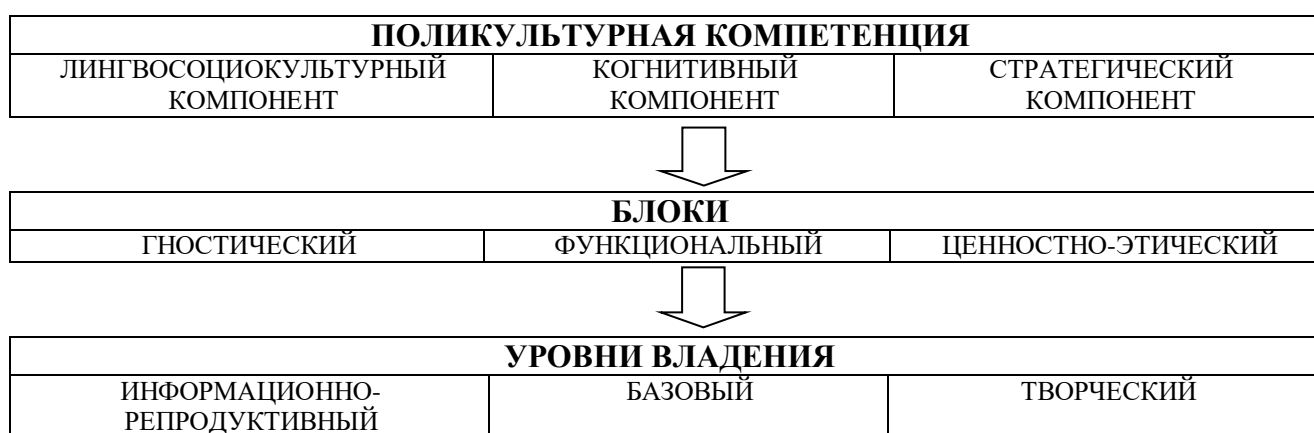 ПОЛИКУЛЬТУРНАЯ КОМПЕТЕНЦИЯ
ЛИНГВОСОЦИОКУЛЬТУРНЫЙ
КОМПОНЕНТ
КОГНИТИВНЫЙ
КОМПОНЕНТ
СТРАТЕГИЧЕСКИЙ
КОМПОНЕНТ
БЛОКИ
ГНОСТИЧЕСКИЙ
ФУНКЦИОНАЛЬНЫЙ
ЦЕННОСТНО-ЭТИЧЕСКИЙ
УРОВНИ ВЛАДЕНИЯ
ИНФОРМАЦИОННО-
РЕПРОДУКТИВНЫЙ
БАЗОВЫЙ
ТВОРЧЕСКИЙ